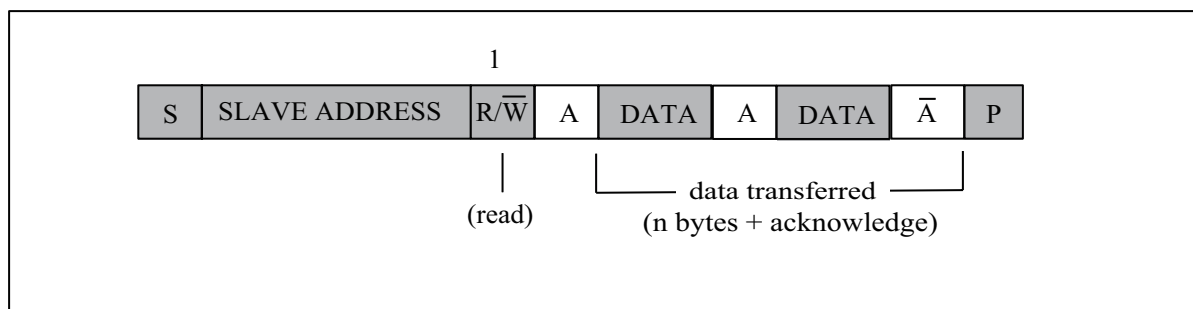 1
S SLAVE ADDRESS R/W̅ A DATA A DATA A̅ P
data transferred
(read) (n bytes + acknowledge)